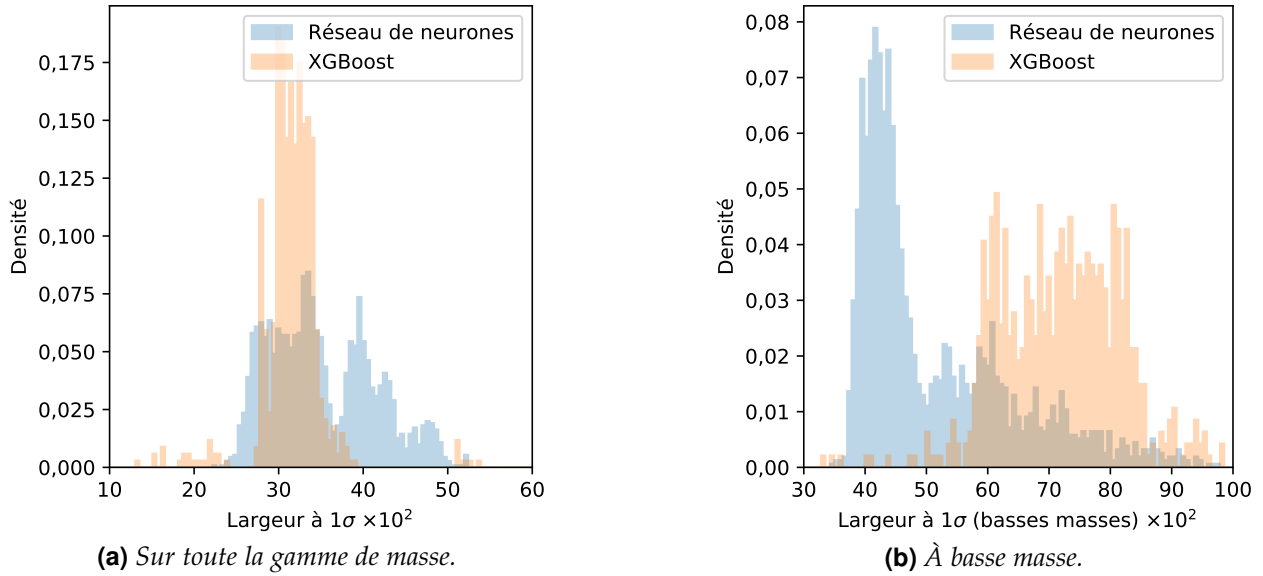 Réseau de neurones
XGBoost
0,175
0,150
0,125
0,100
0,075
0,050
0,025
0,000
Densité
10 20 30 40 50 60
Largeur à 1σ ×10²
(a) Sur toute la gamme de masse.
Réseau de neurones
XGBoost
0,08
0,07
0,06
0,05
0,04
0,03
0,02
0,01
0,00
Densité
30 40 50 60 70 80 90 100
Largeur à 1σ (basses masses) ×10²
(b) À basse masse.